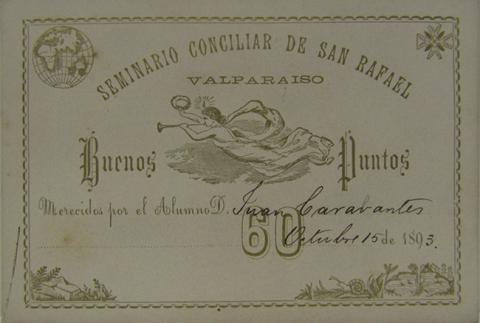 SEMINARIO CONCILIAR DE SAN RAFAEL
VALPARAISO
Buenos Puntos
Merecidos por el Alumno D. Juan Caravantes
60
Octubre 15 de 1893.